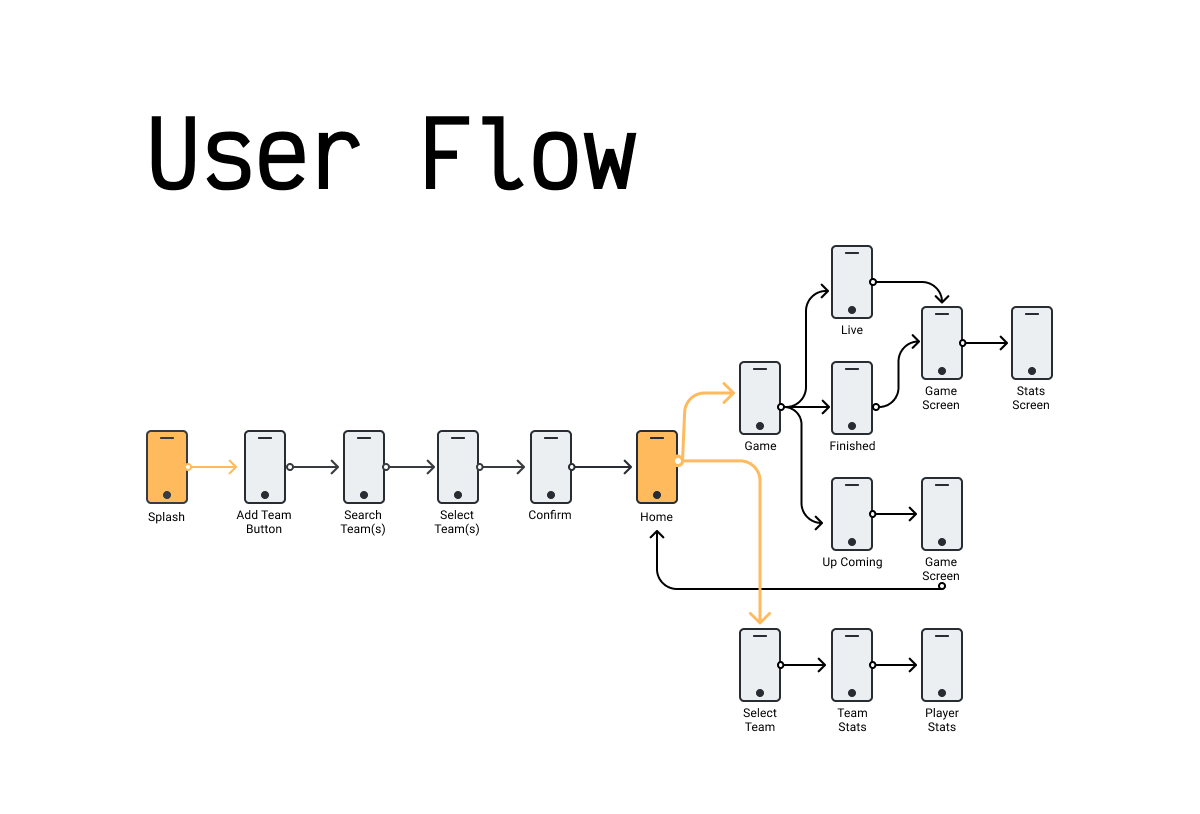 User Flow
Live
Game
Screen
Stats
Screen
Game
Finished
Splash
Add Team
Button
Search
Team(s)
Select
Team(s)
Confirm
Home
Up Coming
Game
Screen
Select
Team
Team
Stats
Player
Stats